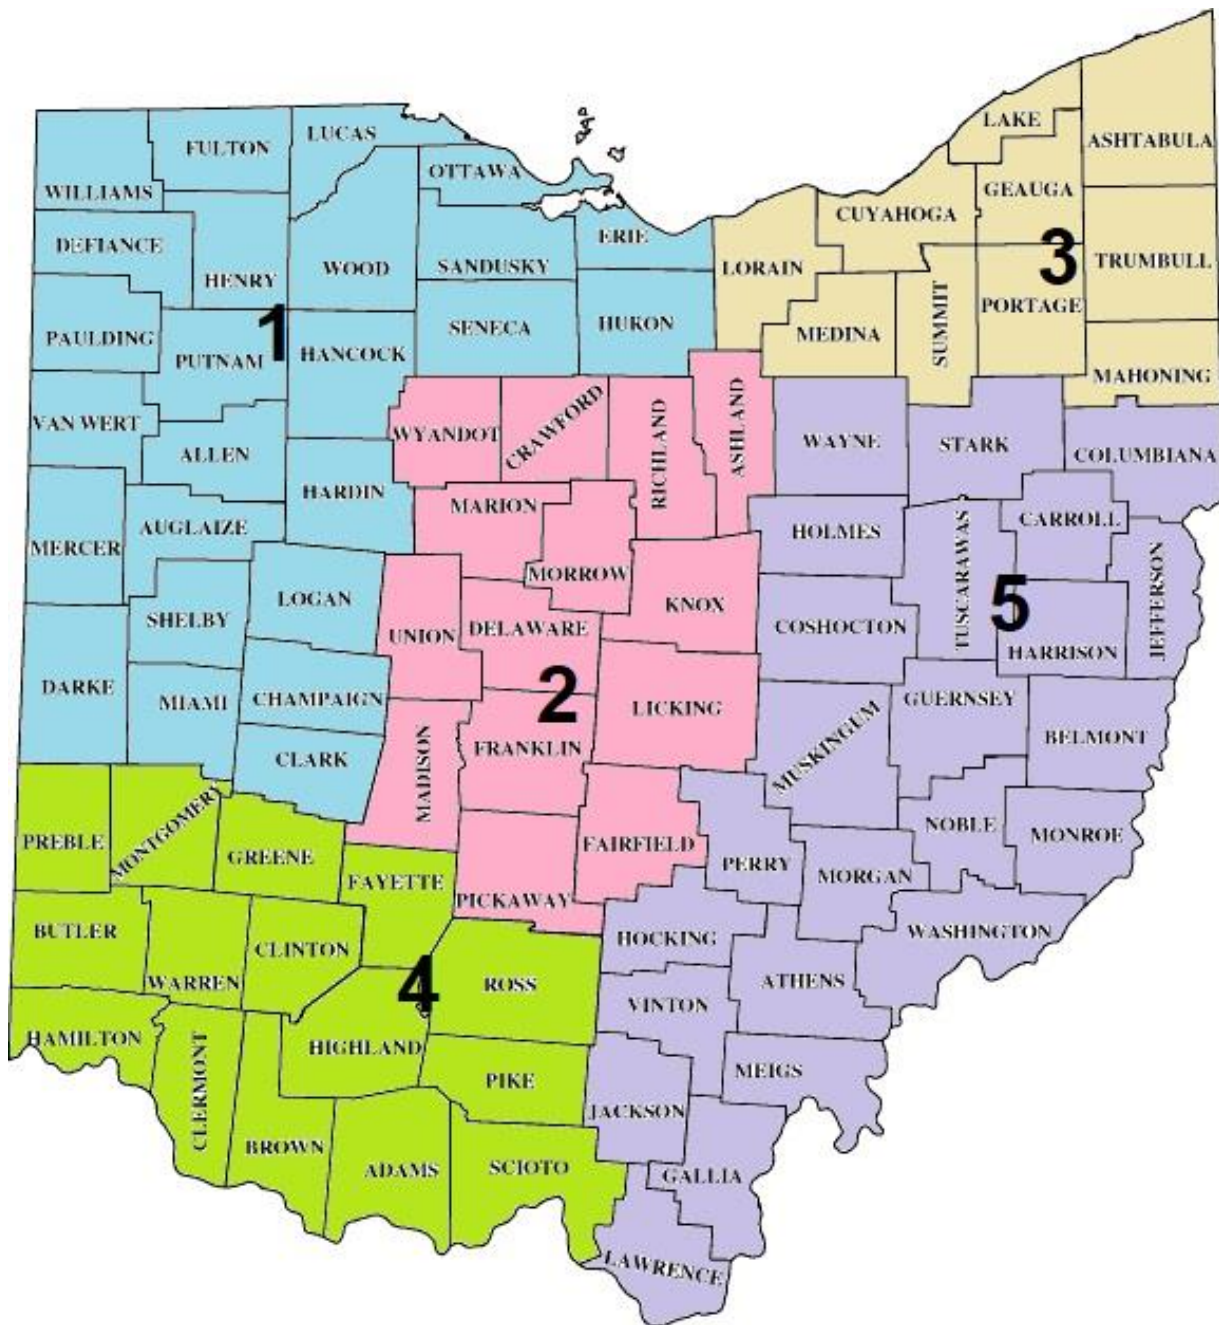 LAKE
ASHTABULA
LUCAS
FULTON
OTTAWA
WILLIAMS
GEAUGA
CUYAHOGA
ERIE
DEFIANCE
3
LORAIN
TRUMBULL
WOOD
SANDUSKY
HENRY
PORTAGE
SUMMIT
1
HUKON
SENECA
MEDINA
PAULDING
PUTNAM
HANCOCK
MAHONING
VAN WERT
WYANDOT
CRAWFORD
RICHLAND
ASHLAND
WAYNE
STARK
COLUMBIANA
ALLEN
HARDIN
MARION
AUGLAIZE
HOLMES
CARROLL
MERCER
TUSCARAWAS
JEFFERSON
MORROW
LOGAN
KNOX
5
SHELBY
UNION
DELAWARE
COSHOCTON
HARRISON
DARKE
MIAMI
CHAMPAIGN
2
LICKING
GUERNSEY
MUSKINGUM
BELMONT
FRANKLIN
CLARK
MADISON
PREBLE
MONTGOMERY
GREENE
FAIRFIELD
NOBLE
MONROE
PERRY
FAYETTE
MORGAN
PICKAWAY
BUTLER
WASHINGTON
CLINTON
HOCKING
WARREN
4
ROSS
ATHENS
VINTON
HAMILTON
HIGHLAND
CLERMONT
PIKE
MEIGS
JACKSON
BROWN
ADAMS
SCIOTO
GALLIA
LAWRENCE